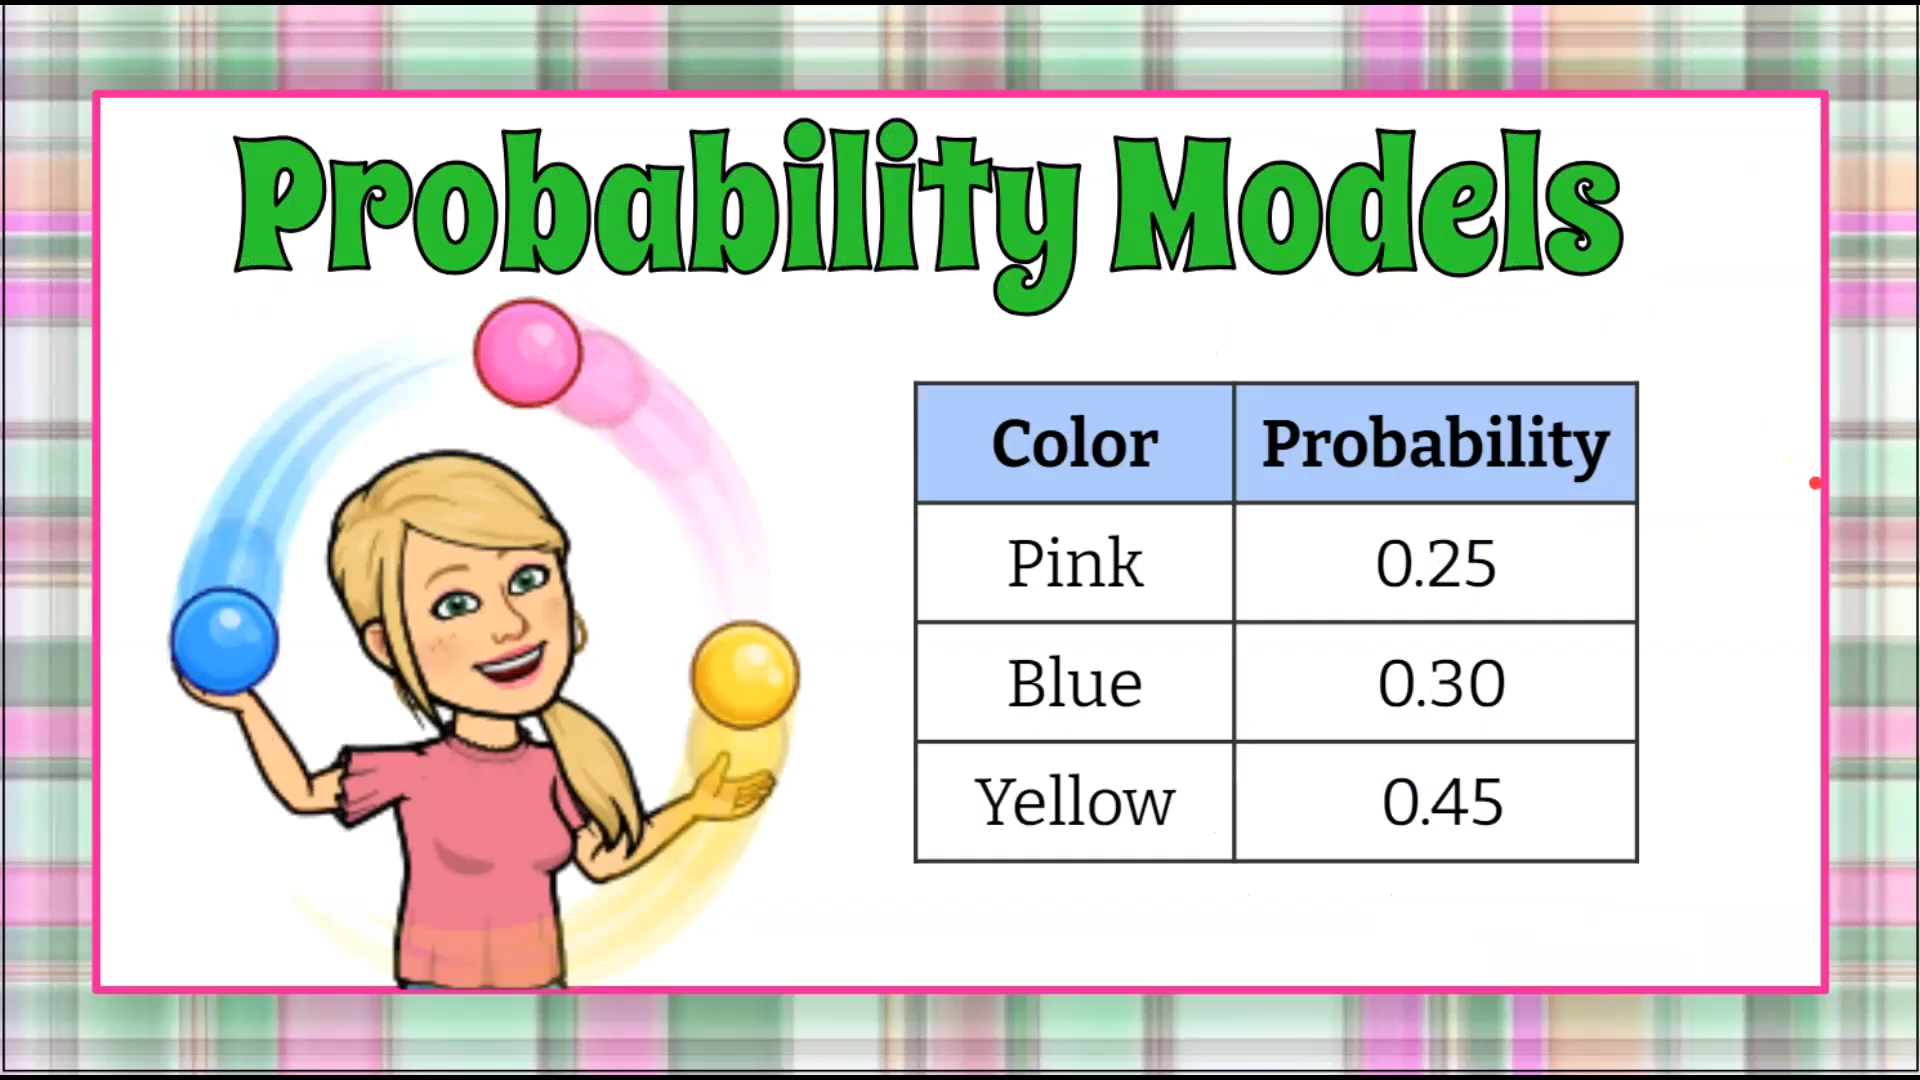 Probability Models
Color Probability
Pink 0.25
Blue 0.30
Yellow 0.45